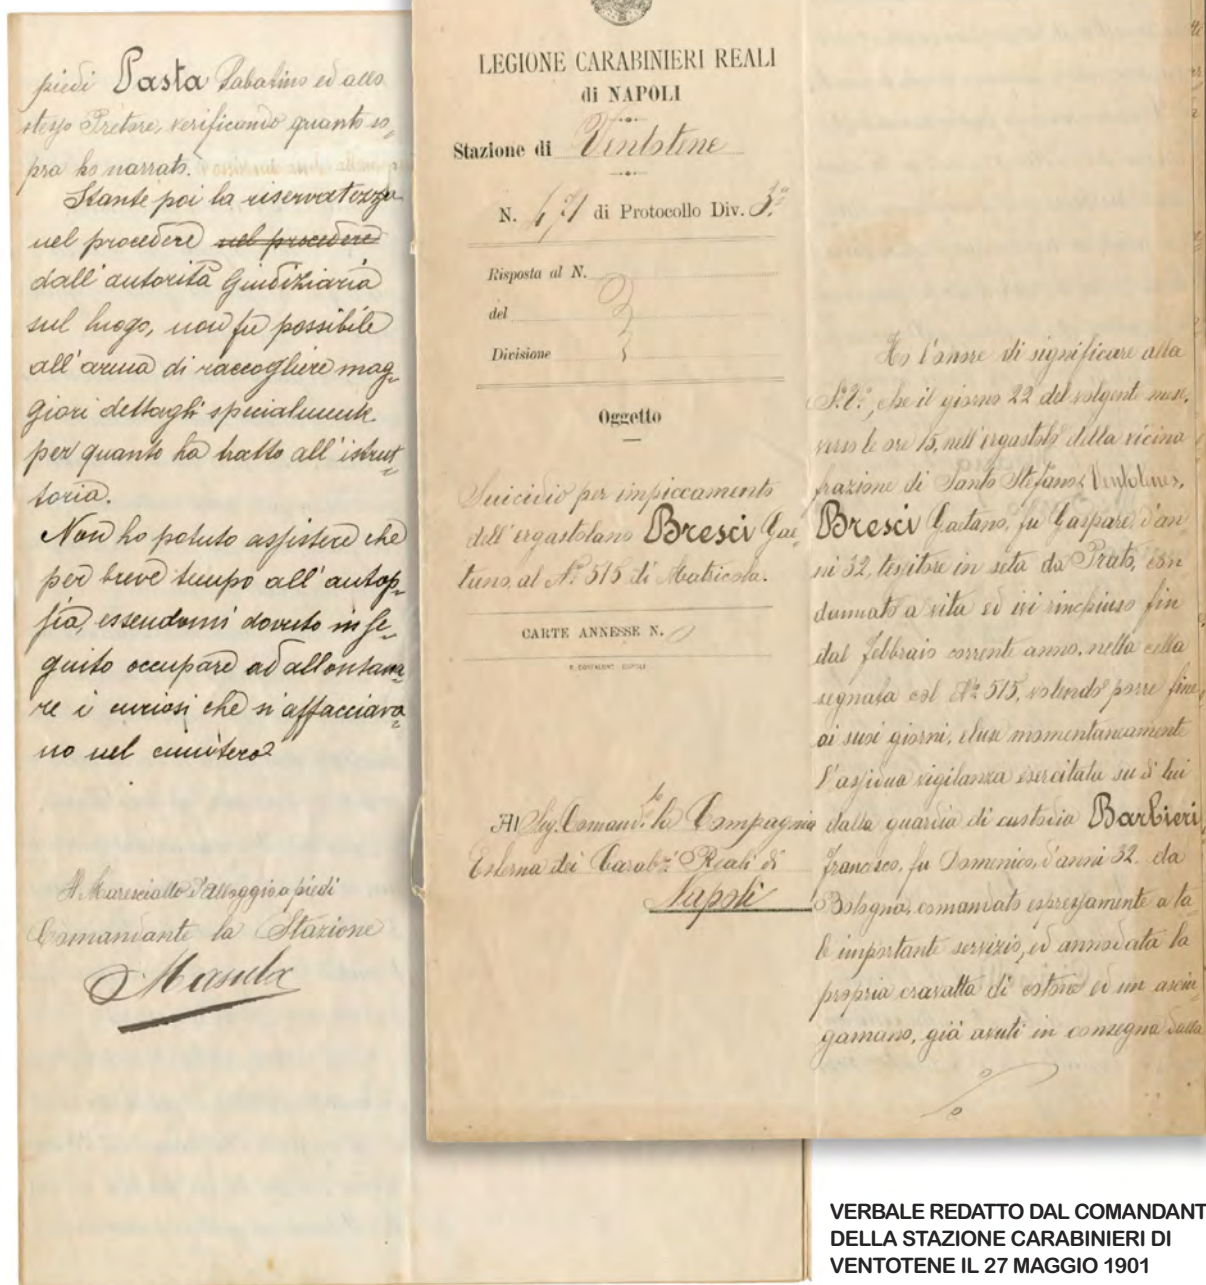 piedi Pasta Sabatino ed allo
stesso Pretore, verificando quanto so„
pra ho narrato.
Stante poi la riservatezza
nel procedere nel procedere
dall'autorità Giudiziaria
sul luogo, non fu possibile
all'arma di raccogliere mag„
giori dettagli specialmente
per quanto ha tratto all'istrut„
toria.
Non ho potuto assistere che
per breve tempo all'autop„
sia, essendomi dovuto in se„
guito occupare ad allontana„
re i curiosi che si affacciava„
no nel cimitero
Il Maresciallo d'alloggio a piedi
Comandante la Stazione
LEGIONE CARABINIERI REALI
di NAPOLI
Stazione di Ventotene
N. 4/71 di Protocollo Div. 3ª
Risposta al N.
del
Divisione
Oggetto
Suicidio per impiccamento
dell'ergastolano Bresci Gae„
tano, al Nº 515 di Matricola.
CARTE ANNESSE N.
Al Sig. Comandte la Compagnia
Esterna dei Carabri Reali di
Napoli
Ho l'onore di significare alla
S.V., che il giorno 22 del volgente mese,
verso le ore 15, nell'ergastolo della vicina
frazione di Santo Stefano, Ventotene,
Bresci Gaetano, fu Gaspare, d'an„
ni 32, tessitore in seta da Prato, con„
dannato a vita ed ivi rinchiuso fin
dal febbraio corrente anno, nella cella
segnata col Nº 515, volendo porre fine
ai suoi giorni, eluse momentaneamente
l'assidua vigilanza esercitata su di lui
dalla guardia di custodia Barbieri
Francesco, fu Domenico, d'anni 32. da
Bologna, comandato espressamente a ta„
le importante servizio, ed annodata la
propria cravatta di cotone ed un asciu„
gamano, già avuti in consegna dalla
VERBALE REDATTO DAL COMANDANT
DELLA STAZIONE CARABINIERI DI
VENTOTENE IL 27 MAGGIO 1901